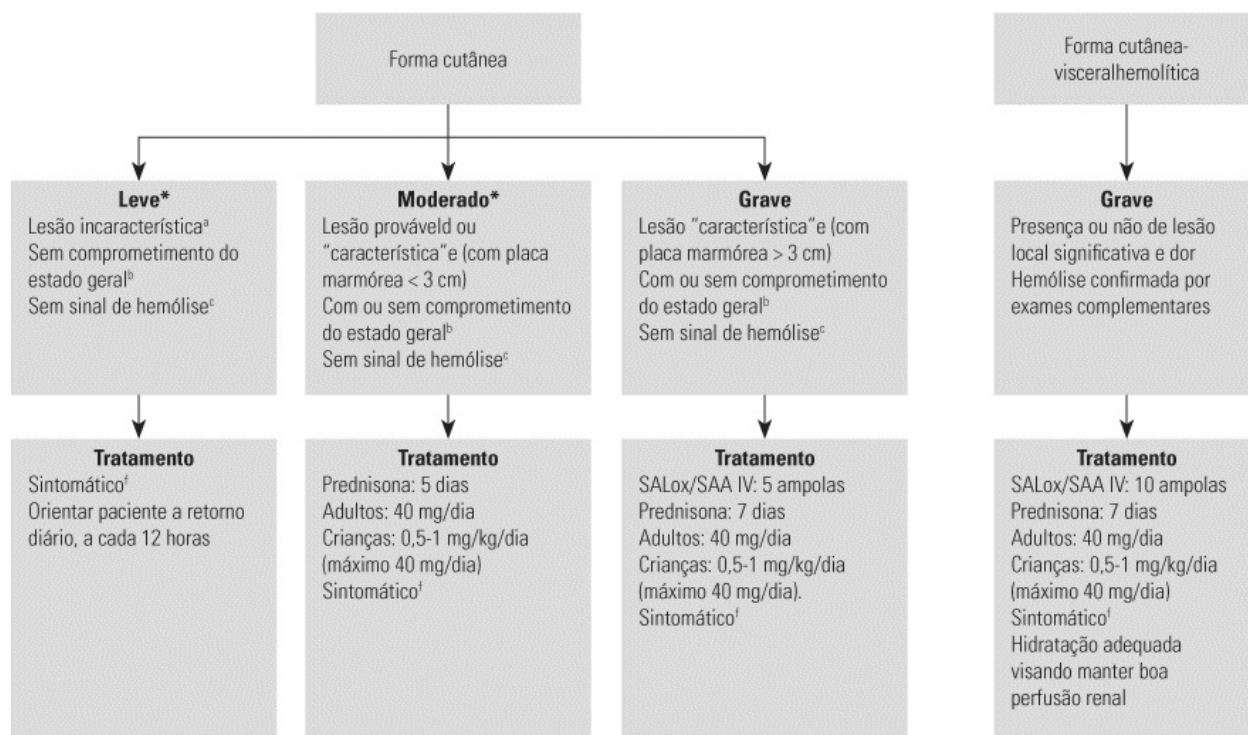 Forma cutânea
Forma cutânea-
visceralhemolítica
Leve*
Lesão incaracterísticaᵃ
Sem comprometimento do
estado geralᵇ
Sem sinal de hemóliseᶜ
Moderado*
Lesão prováveld ou
“característica“e (com placa
marmórea < 3 cm)
Com ou sem comprometimento
do estado geralᵇ
Sem sinal de hemóliseᶜ
Grave
Lesão “característica“e (com
placa marmórea > 3 cm)
Com ou sem comprometimento
do estado geralᵇ
Sem sinal de hemóliseᶜ
Grave
Presença ou não de lesão
local significativa e dor
Hemólise confirmada por
exames complementares
Tratamento
Sintomáticoᶠ
Orientar paciente a retorno
diário, a cada 12 horas
Tratamento
Prednisona: 5 dias
Adultos: 40 mg/dia
Crianças: 0,5-1 mg/kg/dia
(máximo 40 mg/dia)
Sintomáticoᶠ
Tratamento
SALox/SAA IV: 5 ampolas
Prednisona: 7 dias
Adultos: 40 mg/dia
Crianças: 0,5-1 mg/kg/dia
(máximo 40 mg/dia).
Sintomáticoᶠ
Tratamento
SALox/SAA IV: 10 ampolas
Prednisona: 7 dias
Adultos: 40 mg/dia
Crianças: 0,5-1 mg/kg/dia
(máximo 40 mg/dia)
Sintomáticoᶠ
Hidratação adequada
visando manter boa
perfusão renal